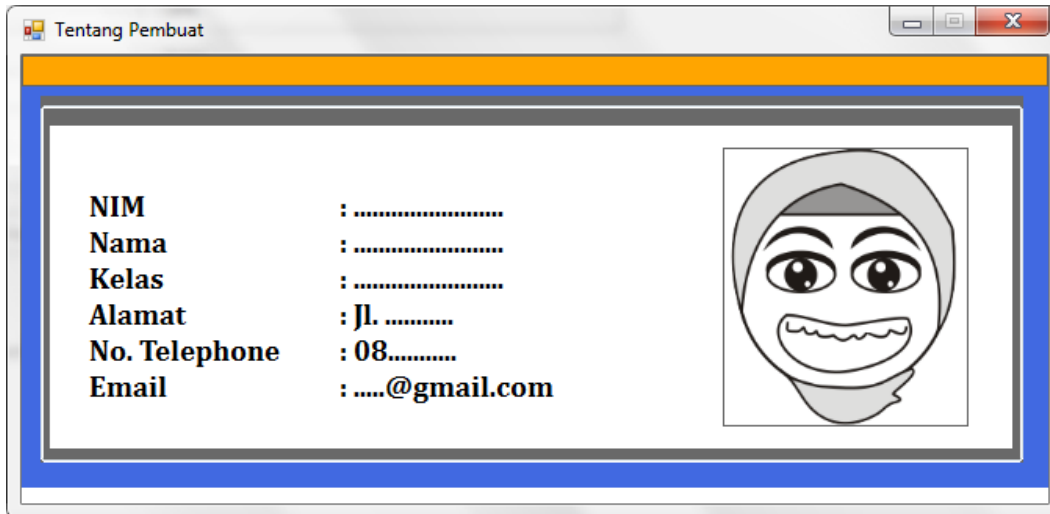 Tentang Pembuat
NIM : ........................
Nama : ........................
Kelas : ........................
Alamat : Jl. ...........
No. Telephone : 08...........
Email : .....@gmail.com